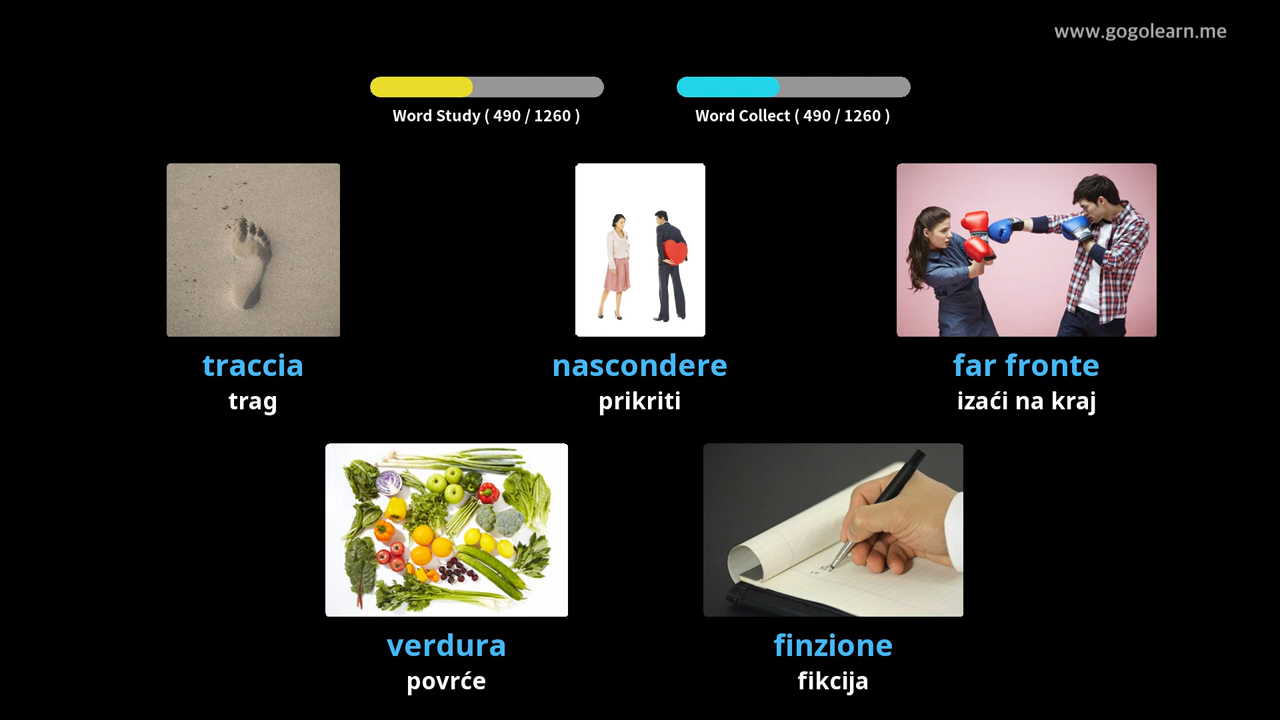 www.gogolearn.me
Word Study ( 490 / 1260 )
Word Collect ( 490 / 1260 )
traccia
trag
nascondere
prikriti
far fronte
izaći na kraj
verdura
povrće
finzione
fikcija